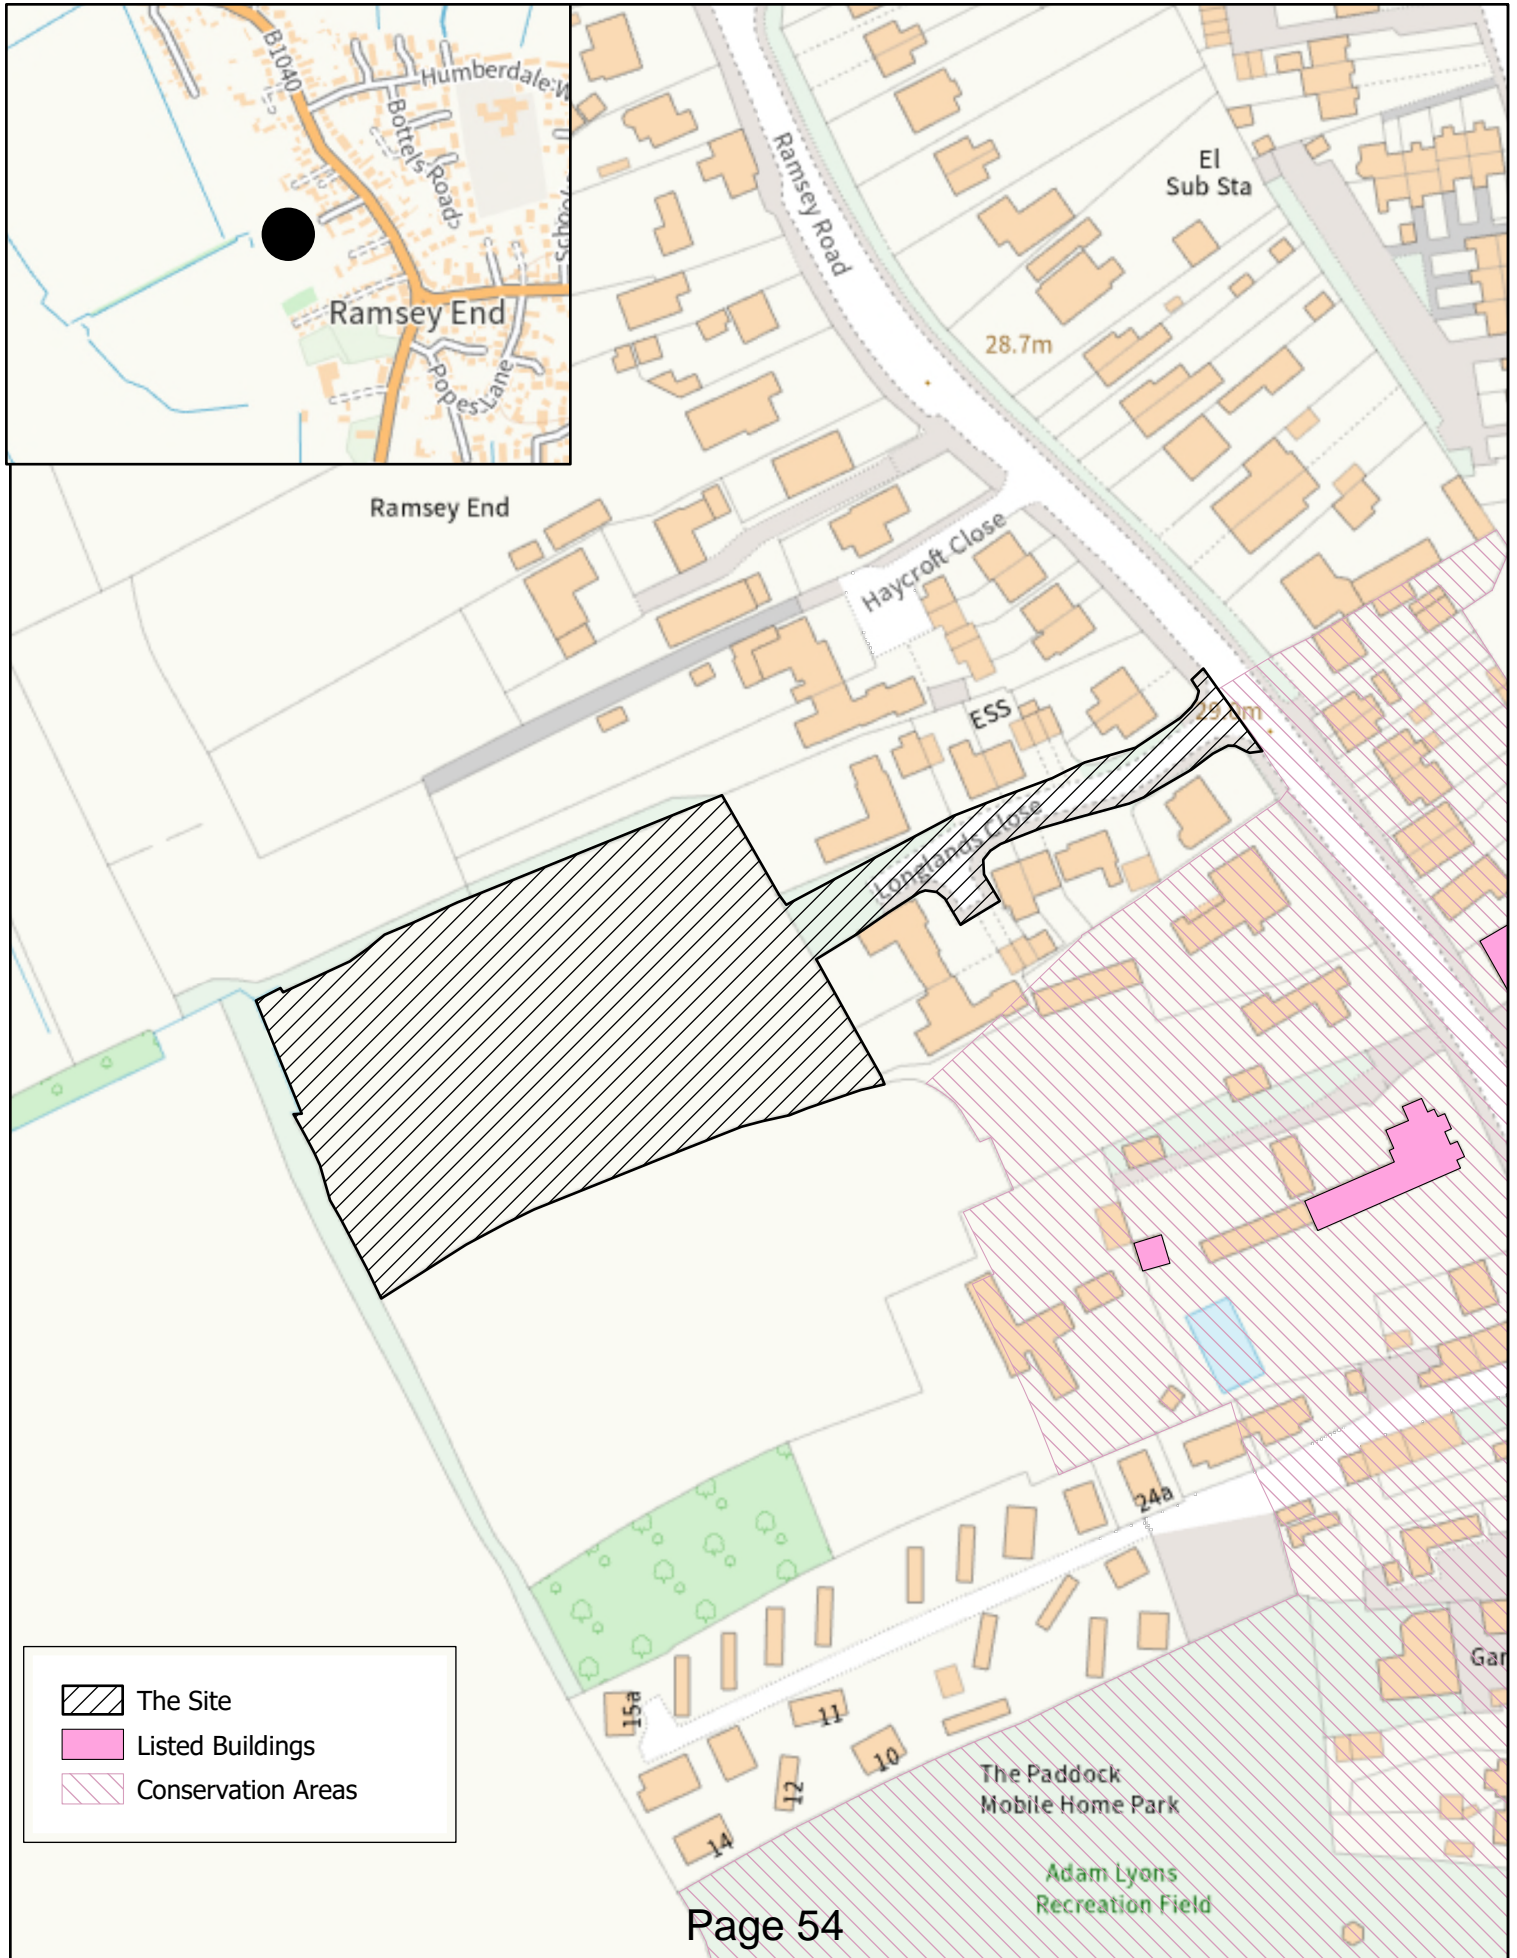 B1040
Humberdale W
Bottels Road
School
Ramsey End
Popes Lane
Ramsey Road
El
Sub Sta
28.7m
Ramsey End
Haycroft Close
ESS
Longlands Close
24a
15a
11
10
12
14
Gar
The Site
Listed Buildings
Conservation Areas
The Paddock
Mobile Home Park
Adam Lyons
Recreation Field
Page 54